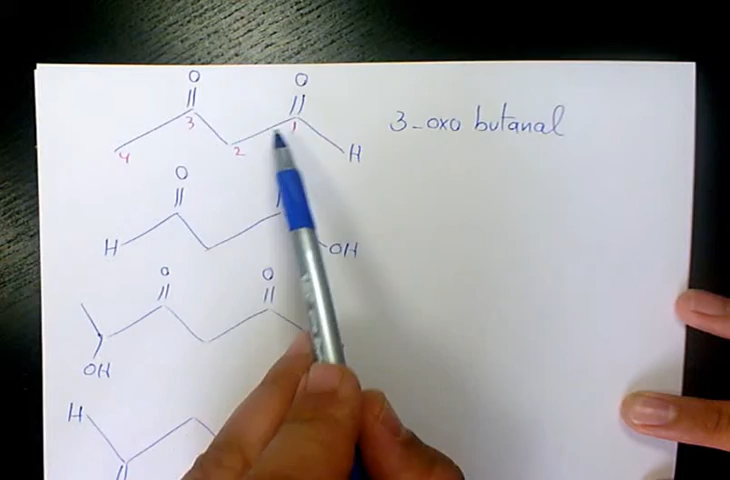 O O
3 1 3-oxo butanal
4 2 H
O
H OH
O O
OH
H